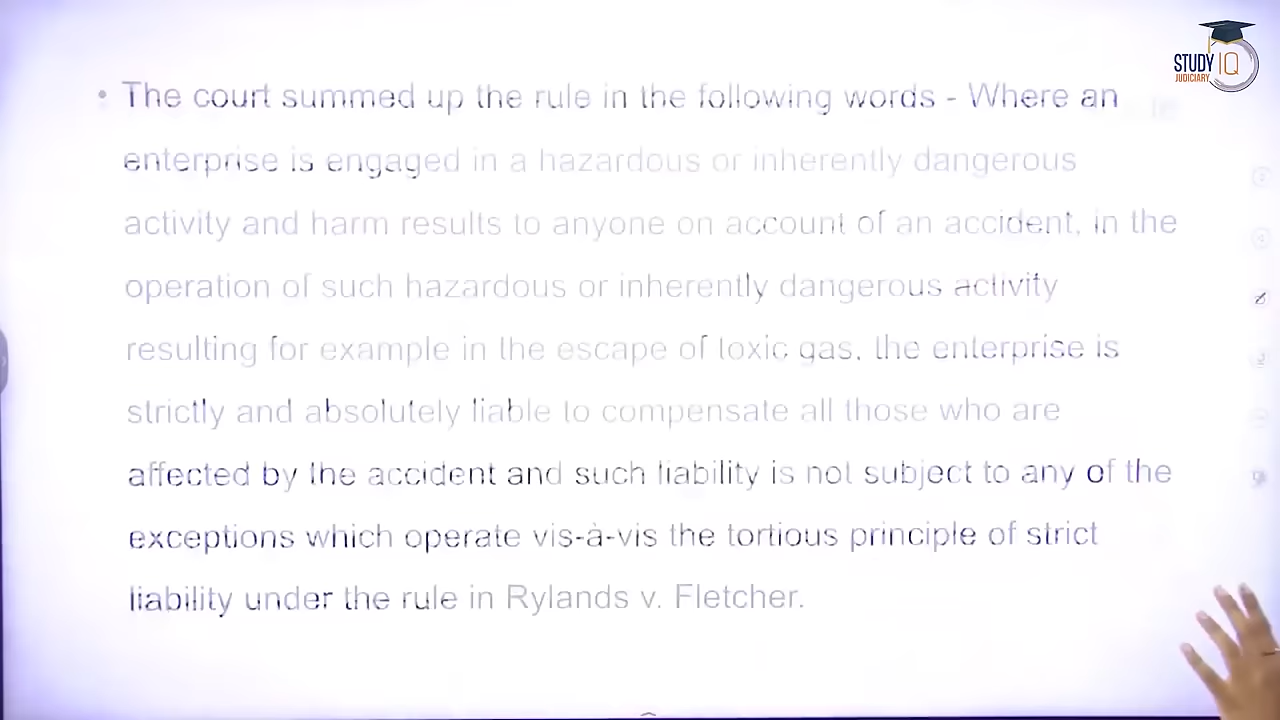 STUDY IQ
JUDICIARY
• The court summed up the rule in the following words - Where an
enterprise is engaged in a hazardous or inherently dangerous
activity and harm results to anyone on account of an accident, in the
operation of such hazardous or inherently dangerous activity
resulting for example in the escape of toxic gas, the enterprise is
strictly and absolutely liable to compensate all those who are
affected by the accident and such liability is not subject to any of the
exceptions which operate vis-à-vis the tortious principle of strict
liability under the rule in Rylands v. Fletcher.